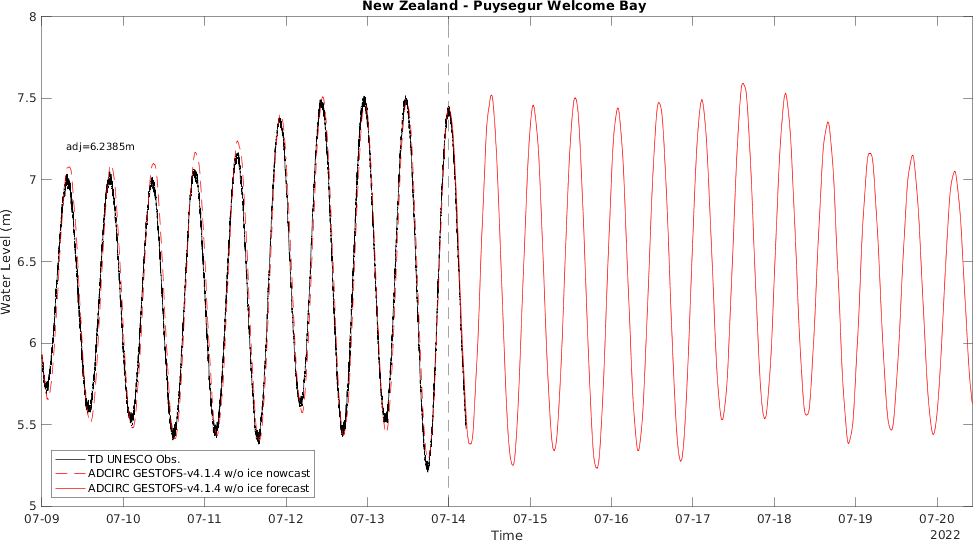 New Zealand - Puysegur Welcome Bay
8
7.5
adj=6.2385m
7
6.5
Water Level (m)
6
5.5
TD UNESCO Obs.
ADCIRC GESTOFS-v4.1.4 w/o ice nowcast
ADCIRC GESTOFS-v4.1.4 w/o ice forecast
5
07-09 07-10 07-11 07-12 07-13 07-14 07-15 07-16 07-17 07-18 07-19 07-20
2022
Time